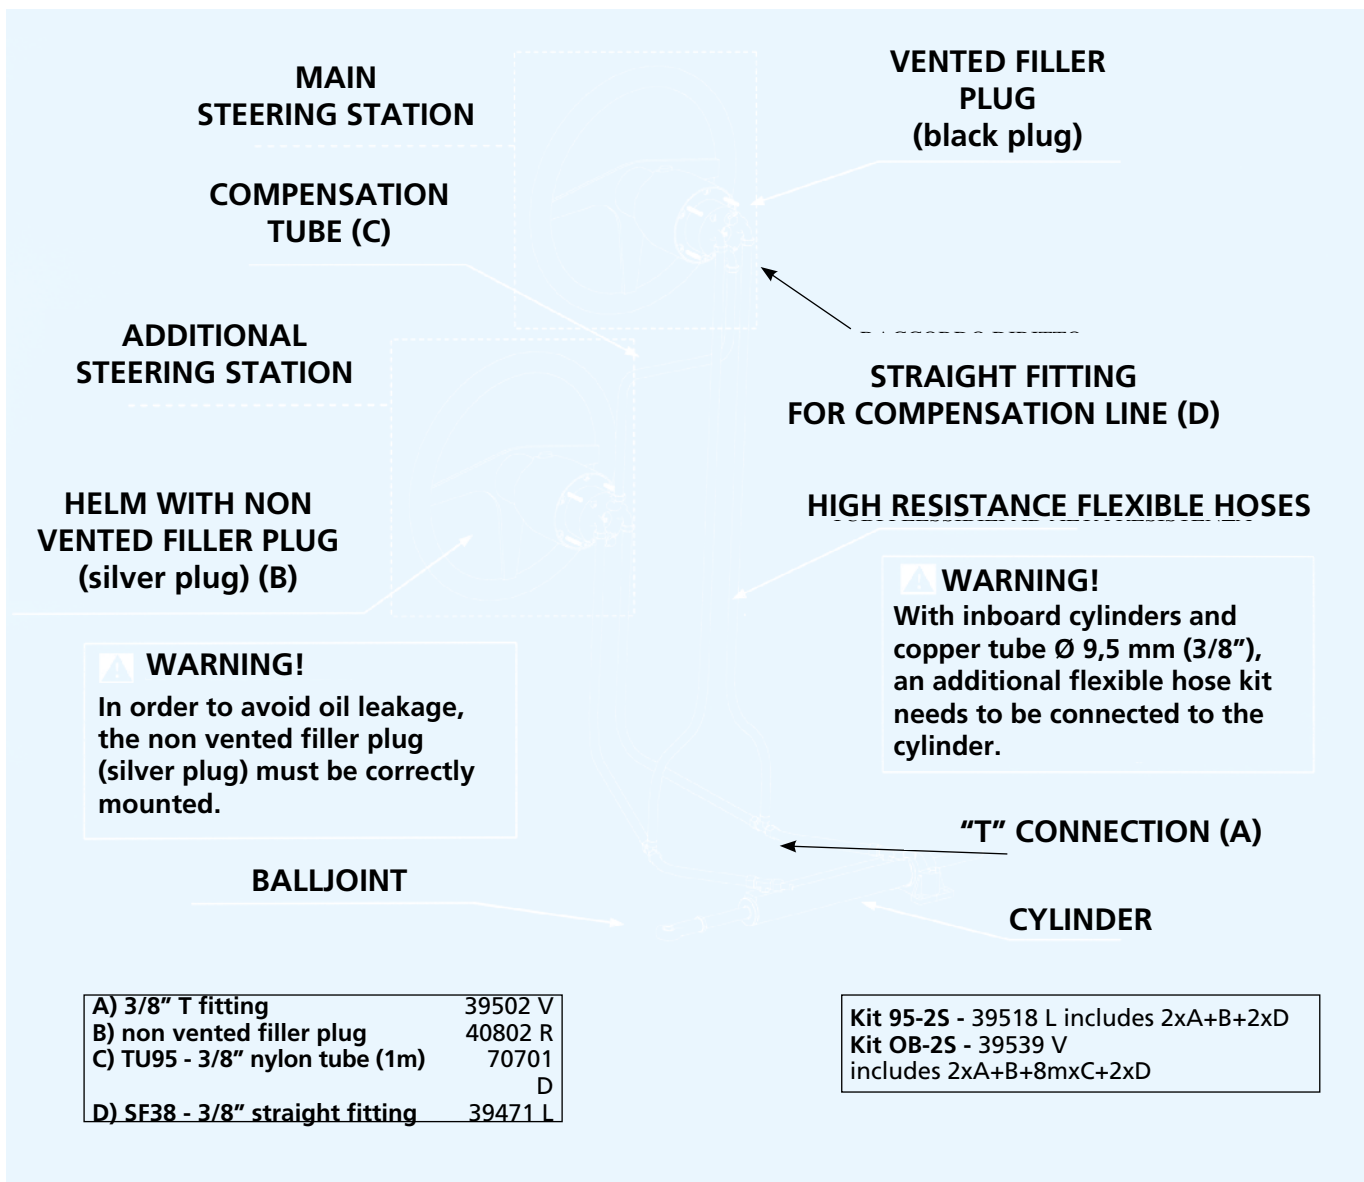 MAIN
STEERING STATION
VENTED FILLER
PLUG
(black plug)
COMPENSATION
TUBE (C)
ADDITIONAL
STEERING STATION
STRAIGHT FITTING
FOR COMPENSATION LINE (D)
HELM WITH NON
VENTED FILLER PLUG
(silver plug) (B)
HIGH RESISTANCE FLEXIBLE HOSES
WARNING!
With inboard cylinders and
copper tube Ø 9,5 mm (3/8”),
an additional flexible hose kit
needs to be connected to the
cylinder.
WARNING!
In order to avoid oil leakage,
the non vented filler plug
(silver plug) must be correctly
mounted.
“T” CONNECTION (A)
BALLJOINT
CYLINDER
A) 3/8” T fitting 39502 V
B) non vented filler plug 40802 R
C) TU95 - 3/8” nylon tube (1m) 70701
D
D) SF38 - 3/8” straight fitting 39471 L
Kit 95-2S - 39518 L includes 2xA+B+2xD
Kit OB-2S - 39539 V
includes 2xA+B+8mxC+2xD